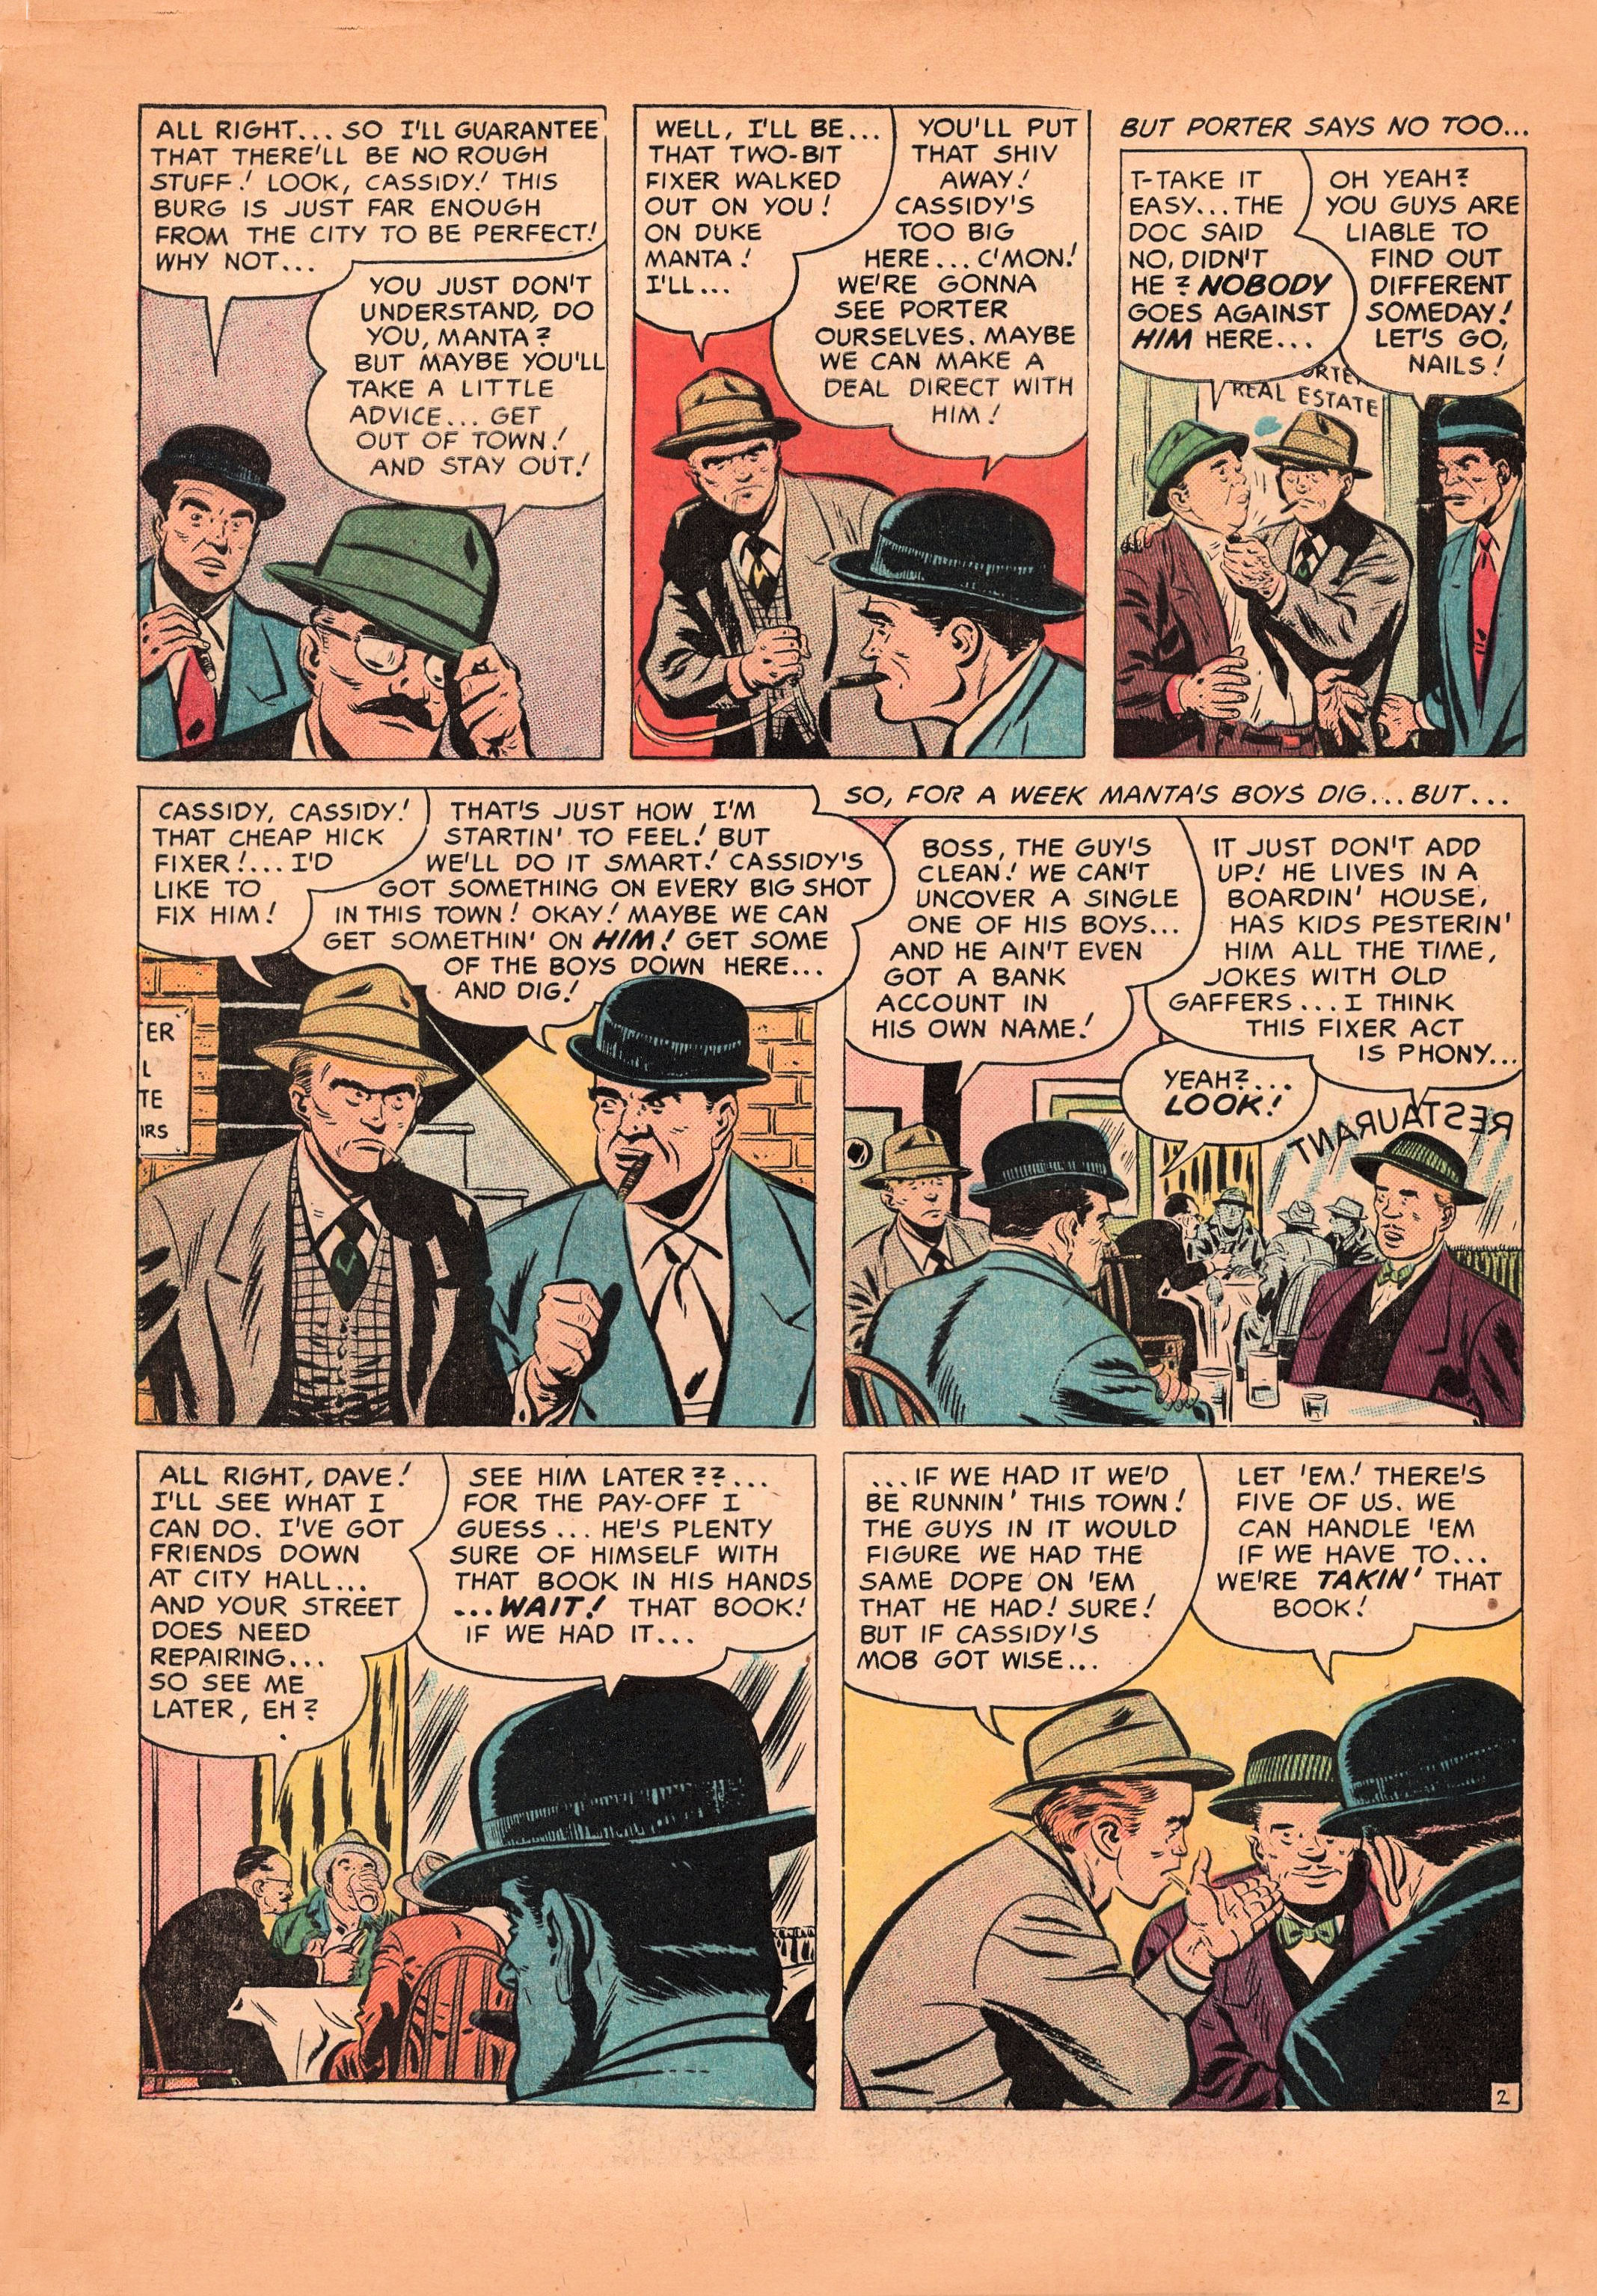 ALL RIGHT... SO I'LL GUARANTEE
THAT THERE'LL BE NO ROUGH
STUFF! LOOK, CASSIDY! THIS
BURG IS JUST FAR ENOUGH
FROM THE CITY TO BE PERFECT!
WHY NOT...
YOU JUST DON'T
UNDERSTAND, DO
YOU, MANTA?
BUT MAYBE YOU'LL
TAKE A LITTLE
ADVICE... GET
OUT OF TOWN!
AND STAY OUT!
WELL, I'LL BE...
THAT TWO-BIT
FIXER WALKED
OUT ON YOU!
ON DUKE
MANTA!
I'LL...
YOU'LL PUT
THAT SHIV
AWAY!
CASSIDY'S
TOO BIG
HERE... C'MON!
WE'RE GONNA
SEE PORTER
OURSELVES. MAYBE
WE CAN MAKE A
DEAL DIRECT WITH
HIM!
BUT PORTER SAYS NO TOO...
T-TAKE IT
EASY... THE
DOC SAID
NO, DIDN'T
HE? NOBODY
GOES AGAINST
HIM HERE...
OH YEAH?
YOU GUYS ARE
LIABLE TO
FIND OUT
DIFFERENT
SOMEDAY!
LET'S GO,
NAILS!
ORTE
REAL ESTATE
CASSIDY, CASSIDY!
THAT CHEAP HICK
FIXER!... I'D
LIKE TO
FIX HIM!
THAT'S JUST HOW I'M
STARTIN' TO FEEL! BUT
WE'LL DO IT SMART! CASSIDY'S
GOT SOMETHING ON EVERY BIG SHOT
IN THIS TOWN! OKAY! MAYBE WE CAN
GET SOMETHIN' ON HIM! GET SOME
OF THE BOYS DOWN HERE...
AND DIG!
ER
L
TE
IRS
SO, FOR A WEEK MANTA'S BOYS DIG... BUT...
BOSS, THE GUY'S
CLEAN! WE CAN'T
UNCOVER A SINGLE
ONE OF HIS BOYS...
AND HE AIN'T EVEN
GOT A BANK
ACCOUNT IN
HIS OWN NAME!
IT JUST DON'T ADD
UP! HE LIVES IN A
BOARDIN' HOUSE,
HAS KIDS PESTERIN'
HIM ALL THE TIME,
JOKES WITH OLD
GAFFERS... I THINK
THIS FIXER ACT
IS PHONY...
YEAH?...
LOOK!
RESTAURANT
ALL RIGHT, DAVE!
I'LL SEE WHAT I
CAN DO. I'VE GOT
FRIENDS DOWN
AT CITY HALL...
AND YOUR STREET
DOES NEED
REPAIRING...
SO SEE ME
LATER, EH?
SEE HIM LATER??...
FOR THE PAY-OFF I
GUESS... HE'S PLENTY
SURE OF HIMSELF WITH
THAT BOOK IN HIS HANDS
...WAIT! THAT BOOK!
IF WE HAD IT...
...IF WE HAD IT WE'D
BE RUNNIN' THIS TOWN!
THE GUYS IN IT WOULD
FIGURE WE HAD THE
SAME DOPE ON 'EM
THAT HE HAD! SURE!
BUT IF CASSIDY'S
MOB GOT WISE...
LET 'EM! THERE'S
FIVE OF US. WE
CAN HANDLE 'EM
IF WE HAVE TO...
WE'RE TAKIN' THAT
BOOK!
2